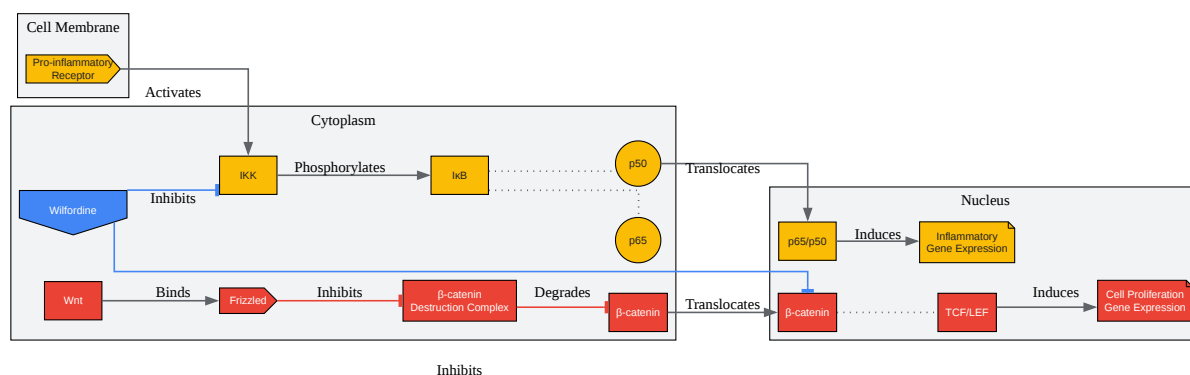 Cell Membrane
Pro-inflammatory
Receptor
Activates
Cytoplasm
IKK
Phosphorylates
IκB
p50
Translocates
Wilfordine
Inhibits
p65
Nucleus
p65/p50
Induces
Inflammatory
Gene Expression
Wnt
Binds
Frizzled
Inhibits
β-catenin
Destruction Complex
Degrades
β-catenin
Translocates
β-catenin
TCF/LEF
Induces
Cell Proliferation
Gene Expression
Inhibits